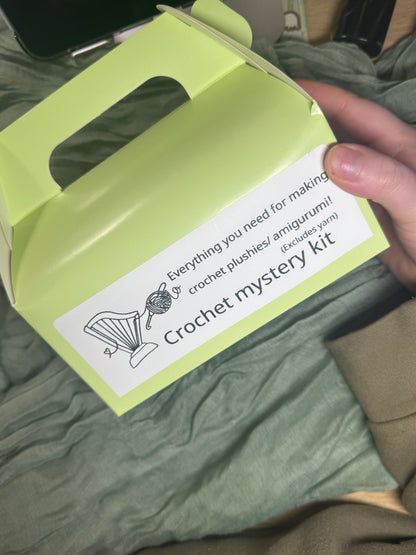 Everything you need for making
crochet plushies/ amigurumi!
(Excludes yarn)
Crochet mystery kit